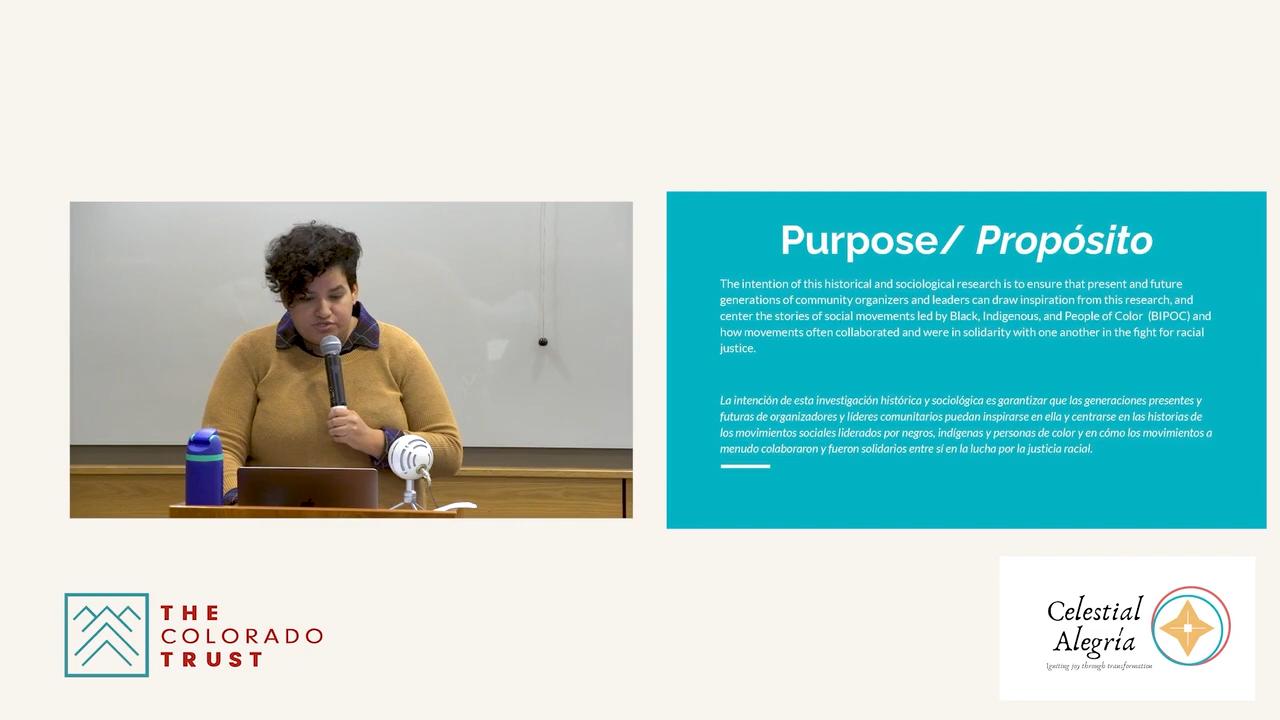 Purpose/ Propósito
The intention of this historical and sociological research is to ensure that present and future
generations of community organizers and leaders can draw inspiration from this research, and
center the stories of social movements led by Black, Indigenous, and People of Color (BIPOC) and
how movements often collaborated and were in solidarity with one another in the fight for racial
justice.
La intención de esta investigación histórica y sociológica es garantizar que las generaciones presentes y
futuras de organizadores y líderes comunitarios puedan inspirarse en ella y centrarse en las historias de
los movimientos sociales liderados por negros, indígenas y personas de color y en cómo los movimientos a
menudo colaboraron y fueron solidarios entre sí en la lucha por la justicia racial.
THE
COLORADO
TRUST
Celestial
Alegría
Igniting joy through transformation